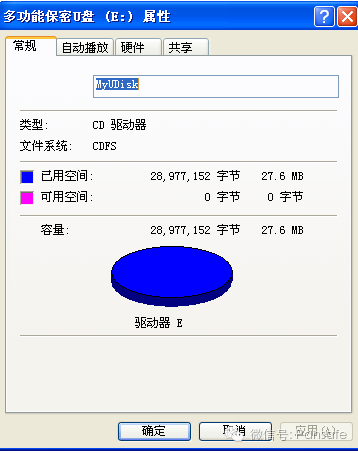 多功能保密U盘 (E:) 属性
常规 自动播放 硬件 共享
MyUDisk
类型: CD 驱动器
文件系统: CDFS
已用空间: 28,977,152 字节 27.6 MB
可用空间: 0 字节 0 字节
容量: 28,977,152 字节 27.6 MB
驱动器 E
确定 取消 应用(A)
微信号: